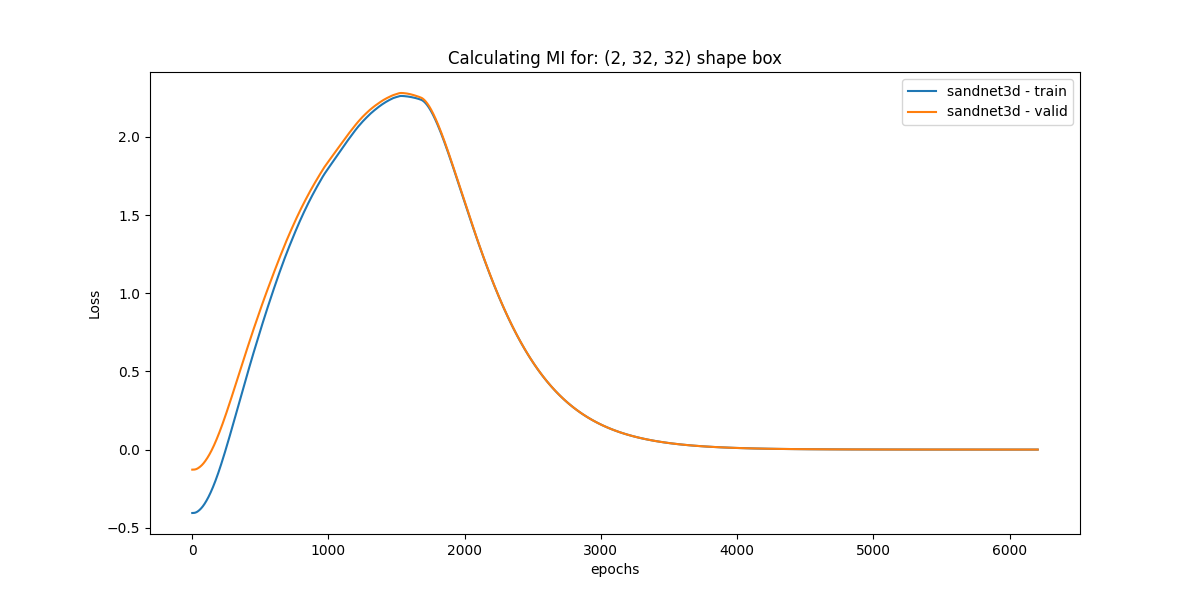 Calculating MI for: (2, 32, 32) shape box
sandnet3d - train
sandnet3d - valid
Loss
2.0
1.5
1.0
0.5
0.0
−0.5
0 1000 2000 3000 4000 5000 6000
epochs